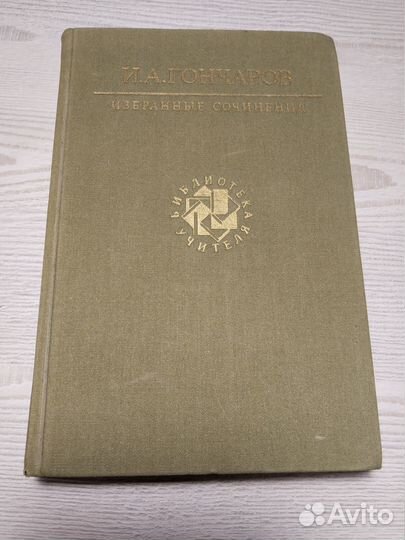 И.А.ГОНЧАРОВ
ИЗБРАННЫЕ СОЧИНЕНИЯ
БИБЛИОТЕКА УЧИТЕЛЯ
Avito